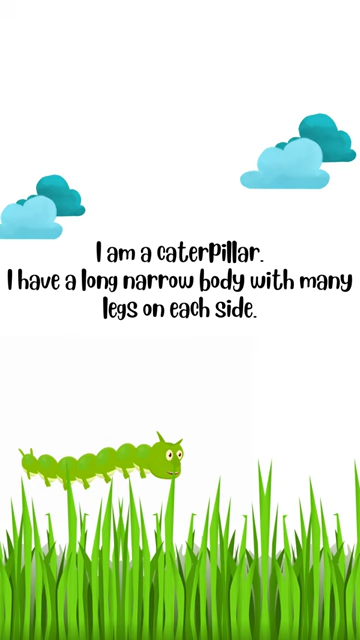 I am a caterpillar.
I have a long narrow body with many
legs on each side.